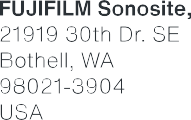 FUJIFILM Sonosite,
21919 30th Dr. SE
Bothell, WA
98021-3904
USA